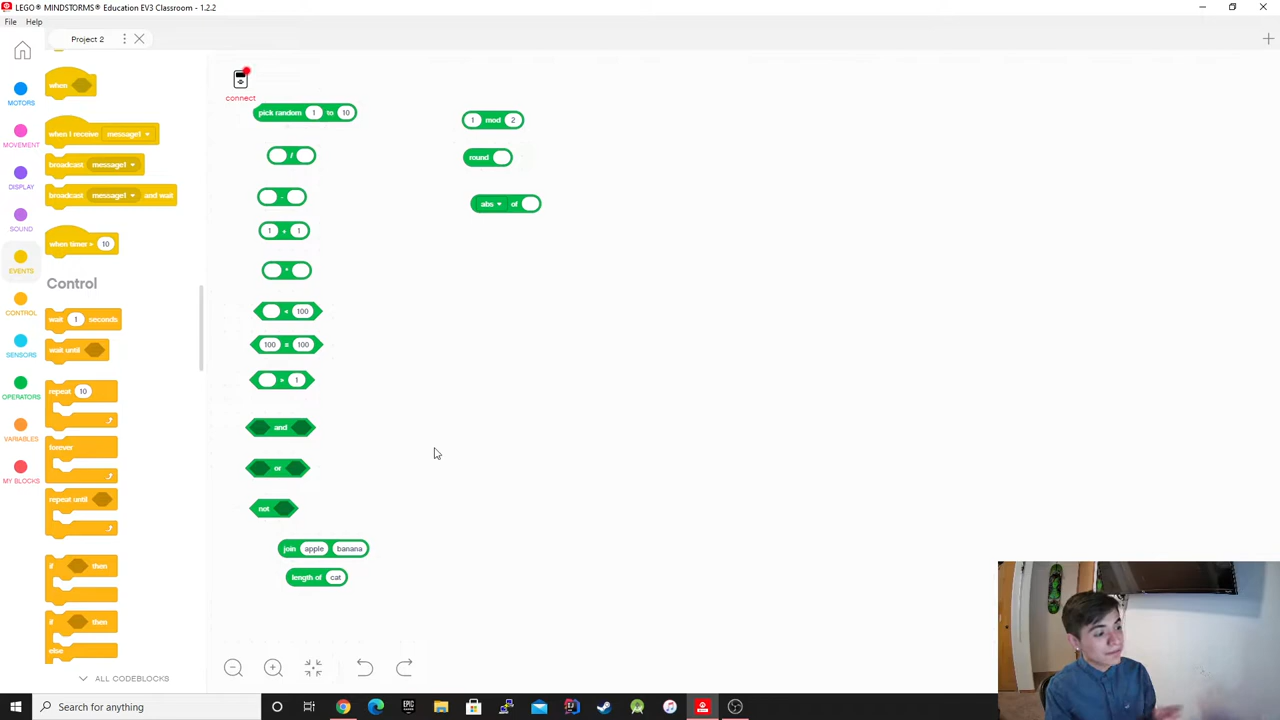 LEGO® MINDSTORMS® Education EV3 Classroom - 1.2.2
File Help
Project 2
when
when I receive message1
broadcast message1
broadcast message1 and wait
when timer > 10
Control
wait 1 seconds
wait until
repeat 10
forever
repeat until
if then
if then
else
ALL CODEBLOCKS
MOTORS
MOVEMENT
DISPLAY
SOUND
EVENTS
CONTROL
SENSORS
OPERATORS
VARIABLES
MY BLOCKS
connect
pick random 1 to 10
/
-
1 + 1
*
< 100
100 = 100
> 1
and
or
not
join apple banana
length of cat
1 mod 2
round
abs of
Search for anything
EPIC